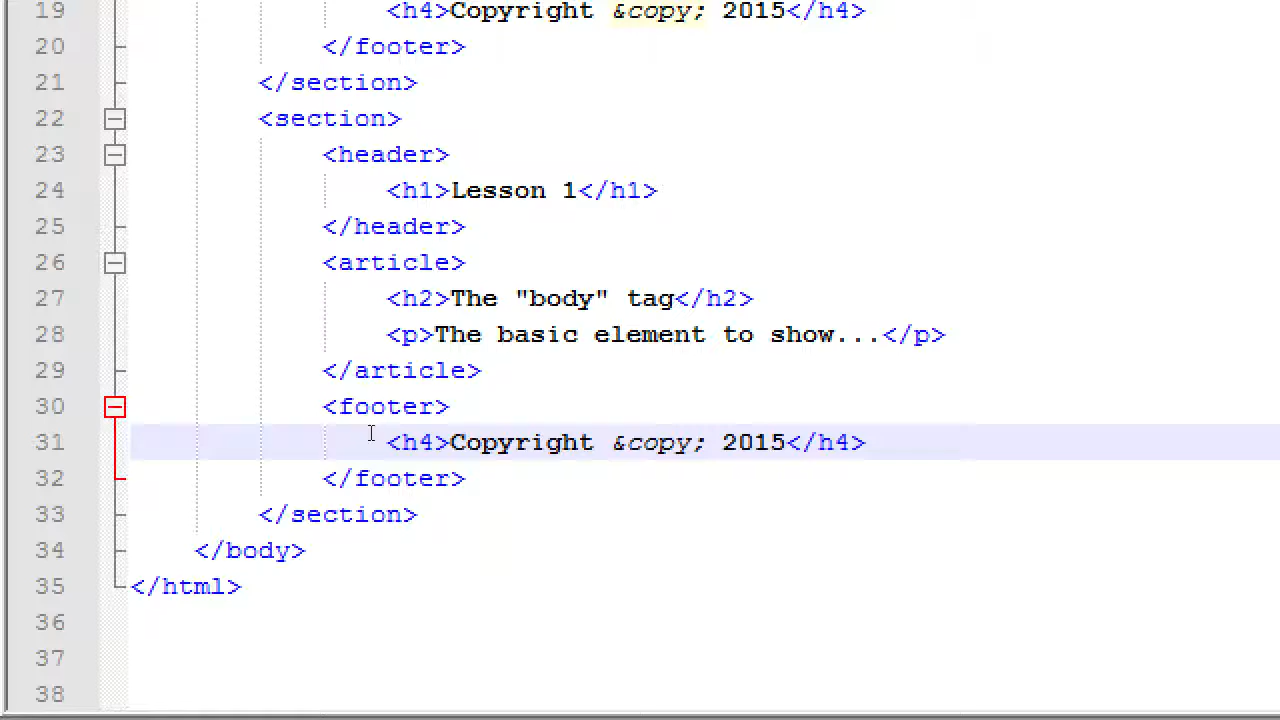 19 <h4>Copyright &copy; 2015</h4>
20 </footer>
21 </section>
22 <section>
23 <header>
24 <h1>Lesson 1</h1>
25 </header>
26 <article>
27 <h2>The "body" tag</h2>
28 <p>The basic element to show...</p>
29 </article>
30 <footer>
31 <h4>Copyright &copy; 2015</h4>
32 </footer>
33 </section>
34 </body>
35 </html>
36
37
38